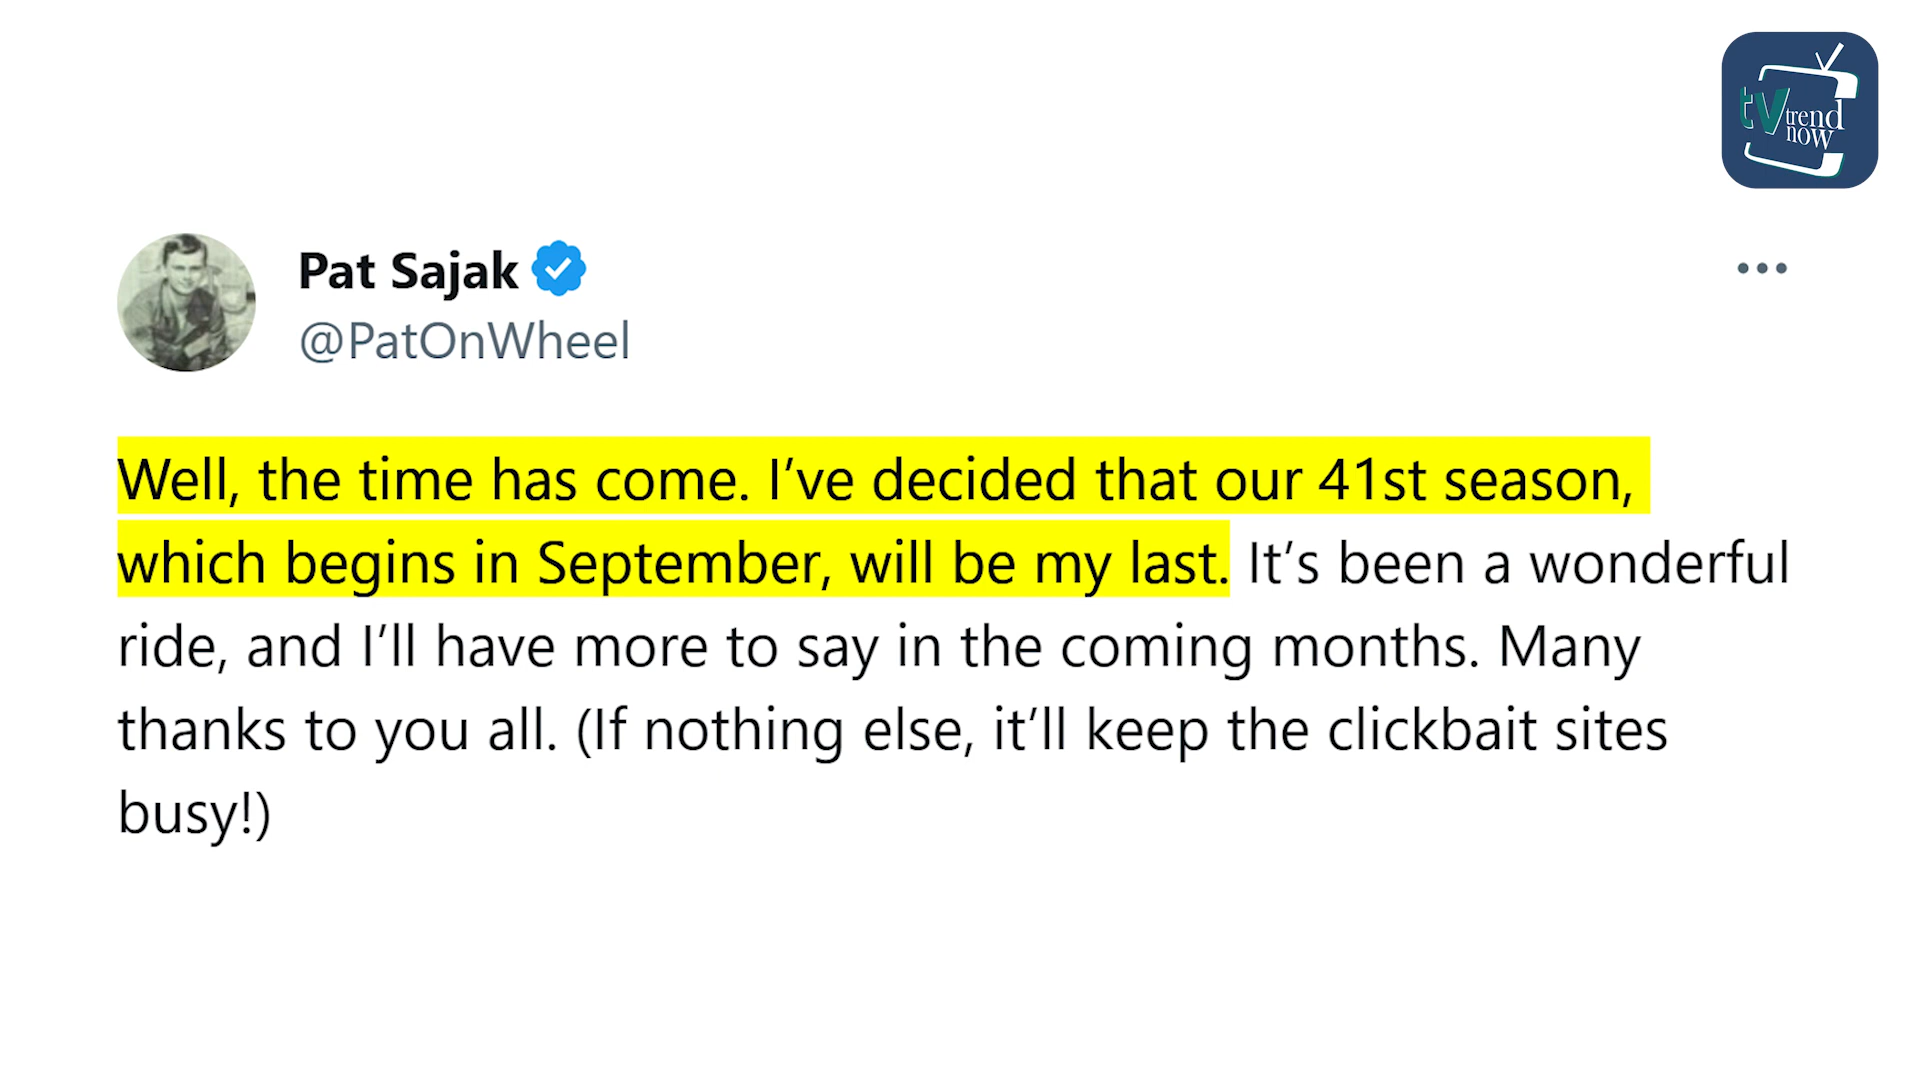 tv trend
now
Pat Sajak
@PatOnWheel
Well, the time has come. I’ve decided that our 41st season,
which begins in September, will be my last. It’s been a wonderful
ride, and I’ll have more to say in the coming months. Many
thanks to you all. (If nothing else, it’ll keep the clickbait sites
busy!)